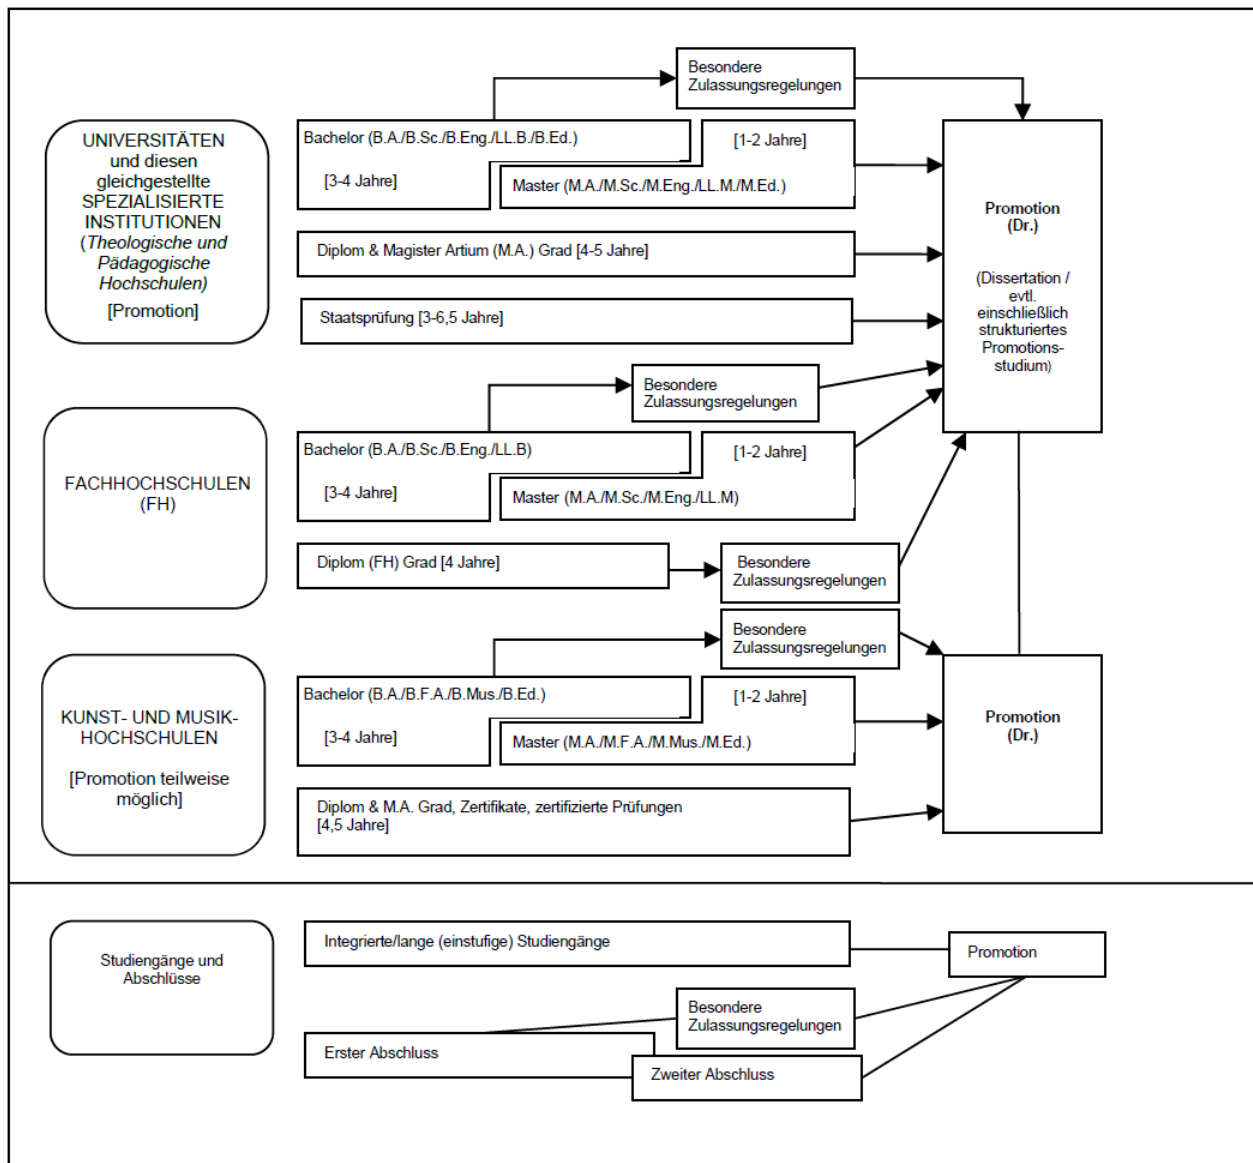 Besondere
Zulassungsregelungen
UNIVERSITÄTEN
und diesen
gleichgestellte
SPEZIALISIERTE
INSTITUTIONEN
(Theologische und
Pädagogische
Hochschulen)
[Promotion]
Bachelor (B.A./B.Sc./B.Eng./LL.B./B.Ed.)
[1-2 Jahre]
[3-4 Jahre]
Master (M.A./M.Sc./M.Eng./LL.M./M.Ed.)
Diplom & Magister Artium (M.A.) Grad [4-5 Jahre]
Staatsprüfung [3-6,5 Jahre]
Promotion
(Dr.)
(Dissertation /
evtl.
einschließlich
strukturiertes
Promotions-
studium)
Besondere
Zulassungsregelungen
FACHHOCHSCHULEN
(FH)
Bachelor (B.A./B.Sc./B.Eng./LL.B)
[1-2 Jahre]
[3-4 Jahre]
Master (M.A./M.Sc./M.Eng./LL.M)
Diplom (FH) Grad [4 Jahre]
Besondere
Zulassungsregelungen
Besondere
Zulassungsregelungen
KUNST- UND MUSIK-
HOCHSCHULEN
[Promotion teilweise
möglich]
Bachelor (B.A./B.F.A./B.Mus./B.Ed.)
[1-2 Jahre]
[3-4 Jahre]
Master (M.A./M.F.A./M.Mus./M.Ed.)
Diplom & M.A. Grad, Zertifikate, zertifizierte Prüfungen
[4,5 Jahre]
Promotion
(Dr.)
Studiengänge und
Abschlüsse
Integrierte/lange (einstufige) Studiengänge
Promotion
Besondere
Zulassungsregelungen
Erster Abschluss
Zweiter Abschluss